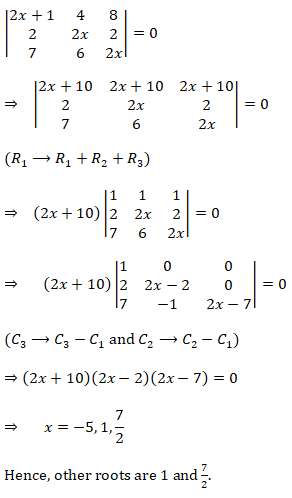 |2x + 1 4 8|
|2 2x 2| = 0
|7 6 2x|
⇒ |2x + 10 2x + 10 2x + 10|
|2 2x 2| = 0
|7 6 2x|
(R₁ ⟶ R₁ + R₂ + R₃)
⇒ (2x + 10) |1 1 1|
|2 2x 2| = 0
|7 6 2x|
⇒ (2x + 10) |1 0 0|
|2 2x − 2 0| = 0
|7 −1 2x − 7|
(C₃ ⟶ C₃ − C₁ and C₂ ⟶ C₂ − C₁)
⇒ (2x + 10)(2x − 2)(2x − 7) = 0
⇒ x = −5, 1, 7/2
Hence, other roots are 1 and 7/2.